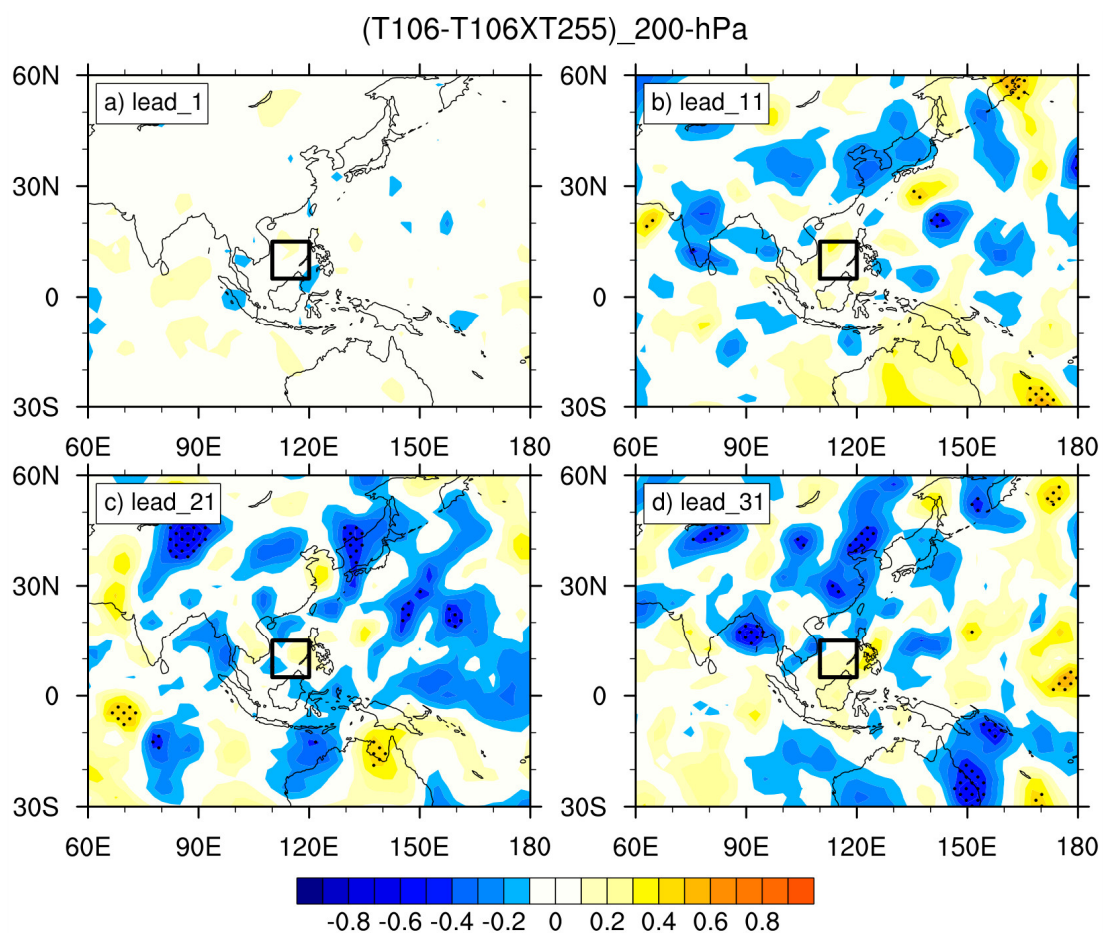 (T106-T106XT255)_200-hPa
60N 60N
a) lead_1 b) lead_11
30N 30N
0 0
30S 30S
60E 90E 120E 150E 180 60E 90E 120E 150E 180
60N 60N
c) lead_21 d) lead_31
30N 30N
0 0
30S 30S
60E 90E 120E 150E 180 60E 90E 120E 150E 180
-0.8 -0.6 -0.4 -0.2 0 0.2 0.4 0.6 0.8